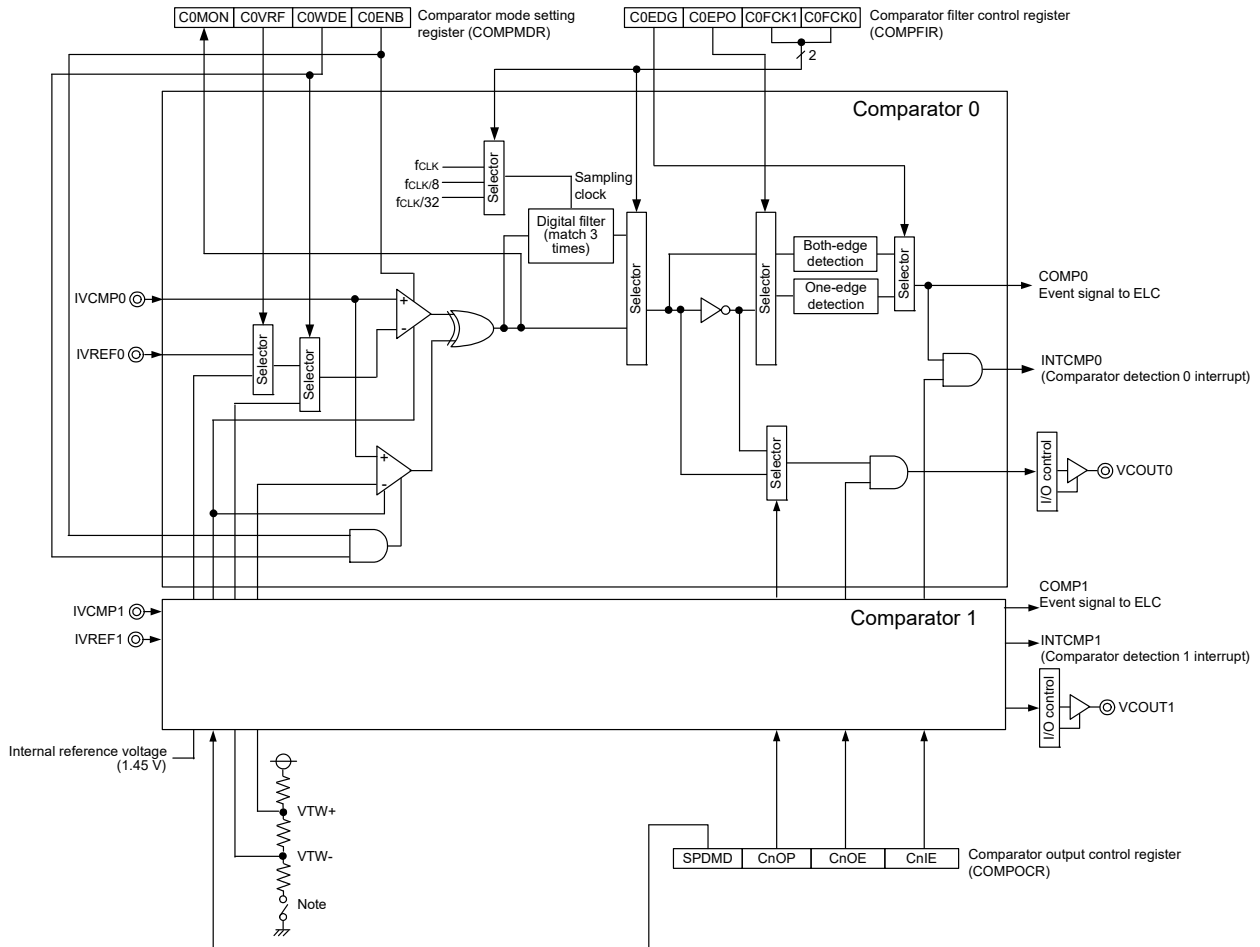 C0MON C0VRF C0WDE C0ENB
Comparator mode setting
register (COMPMDR)
C0EDG C0EPO C0FCK1 C0FCK0
Comparator filter control register
(COMPFIR)
2
Comparator 0
fCLK
fCLK/8
fCLK/32
Selector
Sampling
clock
Digital filter
(match 3
times)
Selector
Selector
Both-edge
detection
One-edge
detection
Selector
COMP0
Event signal to ELC
IVCMP0
+
-
IVREF0
Selector
Selector
INTCMP0
(Comparator detection 0 interrupt)
+
-
Selector
I/O control
VCOUT0
IVCMP1
IVREF1
Comparator 1
COMP1
Event signal to ELC
INTCMP1
(Comparator detection 1 interrupt)
I/O control
VCOUT1
Internal reference voltage
(1.45 V)
VTW+
VTW-
Note
SPDMD CnOP CnOE CnIE
Comparator output control register
(COMPOCR)